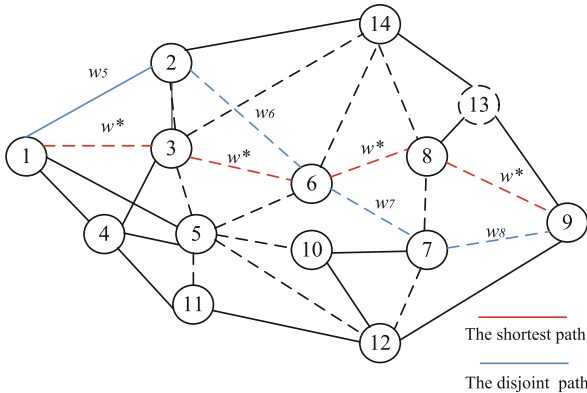 14
2
w5
w6
13
w*
w*
3
w*
1
8
w*
6
w7
9
4
5
10
7
w8
11
12
The shortest path
The disjoint path